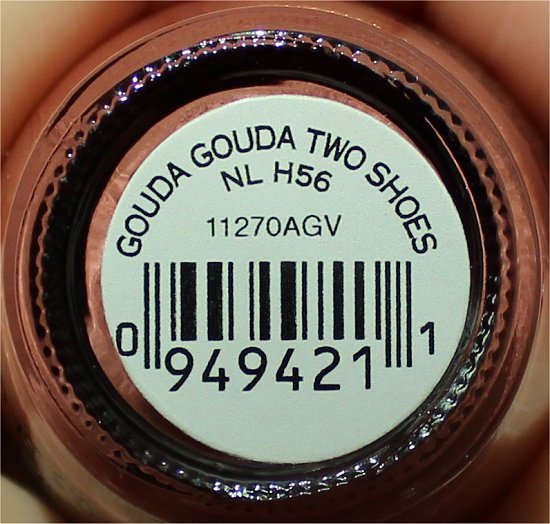 GOUDA GOUDA TWO SHOES
NL H56
11270AGV
0 949421 1